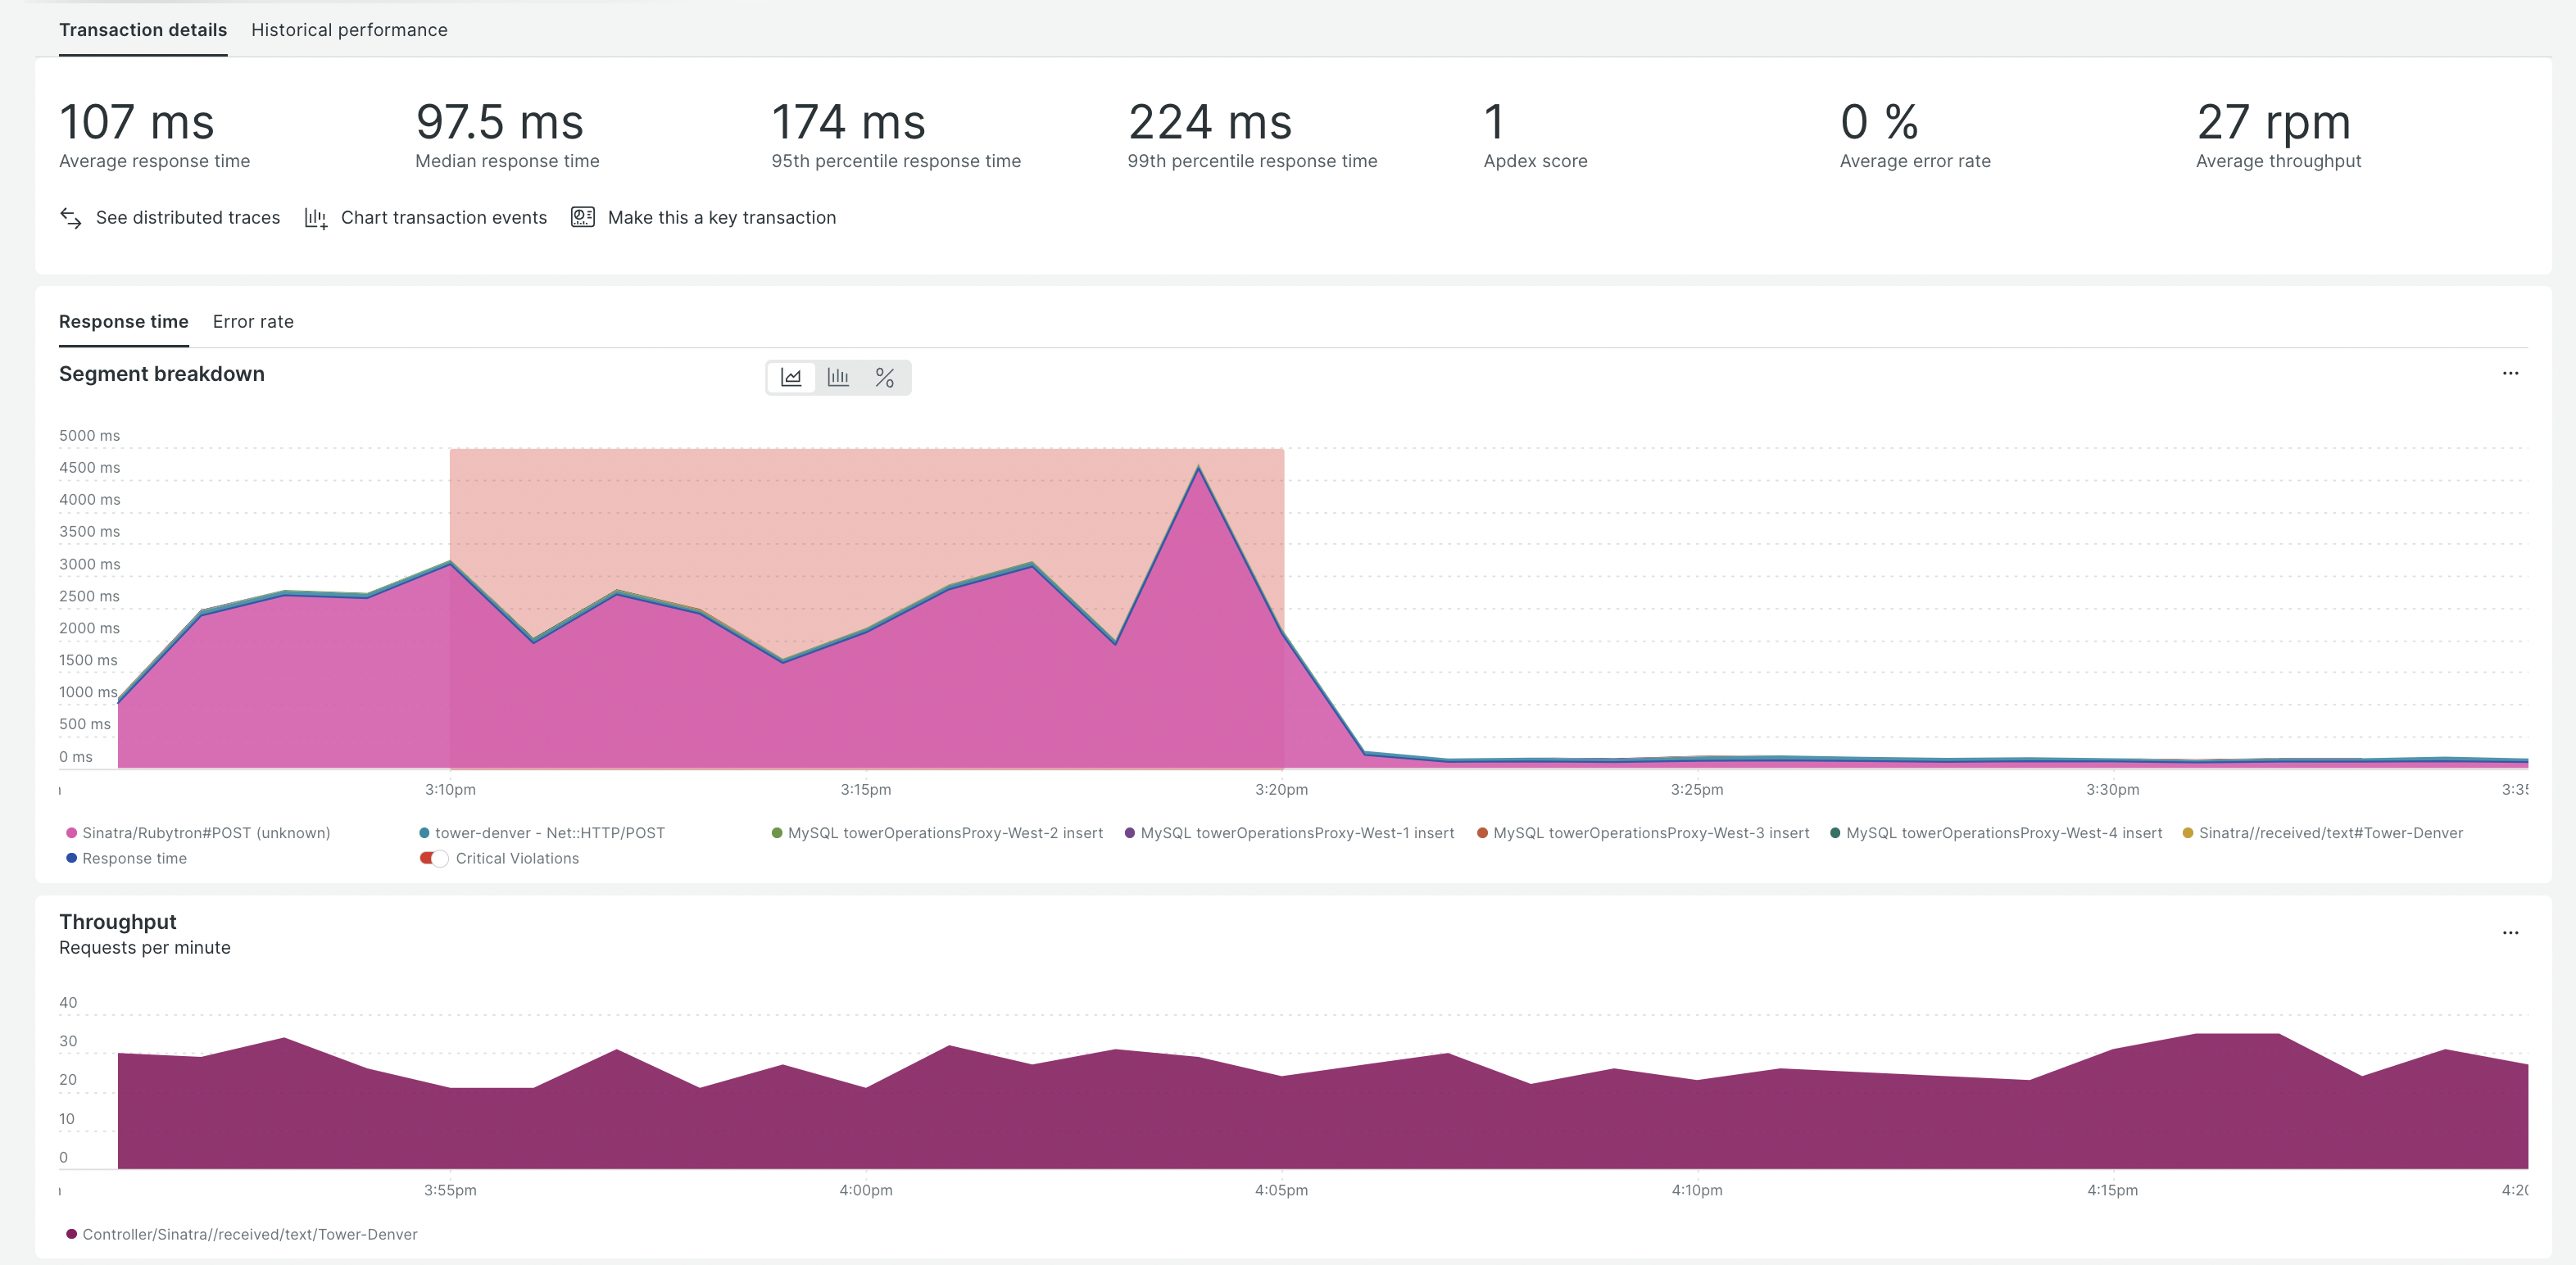 Transaction details Historical performance
107 ms 97.5 ms 174 ms 224 ms 1 0 % 27 rpm
Average response time Median response time 95th percentile response time 99th percentile response time Apdex score Average error rate Average throughput
See distributed traces Chart transaction events Make this a key transaction
Response time Error rate
Segment breakdown
5000 ms
4500 ms
4000 ms
3500 ms
3000 ms
2500 ms
2000 ms
1500 ms
1000 ms
500 ms
0 ms
3:10pm 3:15pm 3:20pm 3:25pm 3:30pm 3:35
Sinatra/Rubytron#POST (unknown) tower-denver - Net::HTTP/POST MySQL towerOperationsProxy-West-2 insert MySQL towerOperationsProxy-West-1 insert MySQL towerOperationsProxy-West-3 insert MySQL towerOperationsProxy-West-4 insert Sinatra//received/text#Tower-Denver
Response time Critical Violations
Throughput
Requests per minute
40
30
20
10
0
3:55pm 4:00pm 4:05pm 4:10pm 4:15pm 4:20
Controller/Sinatra//received/text/Tower-Denver